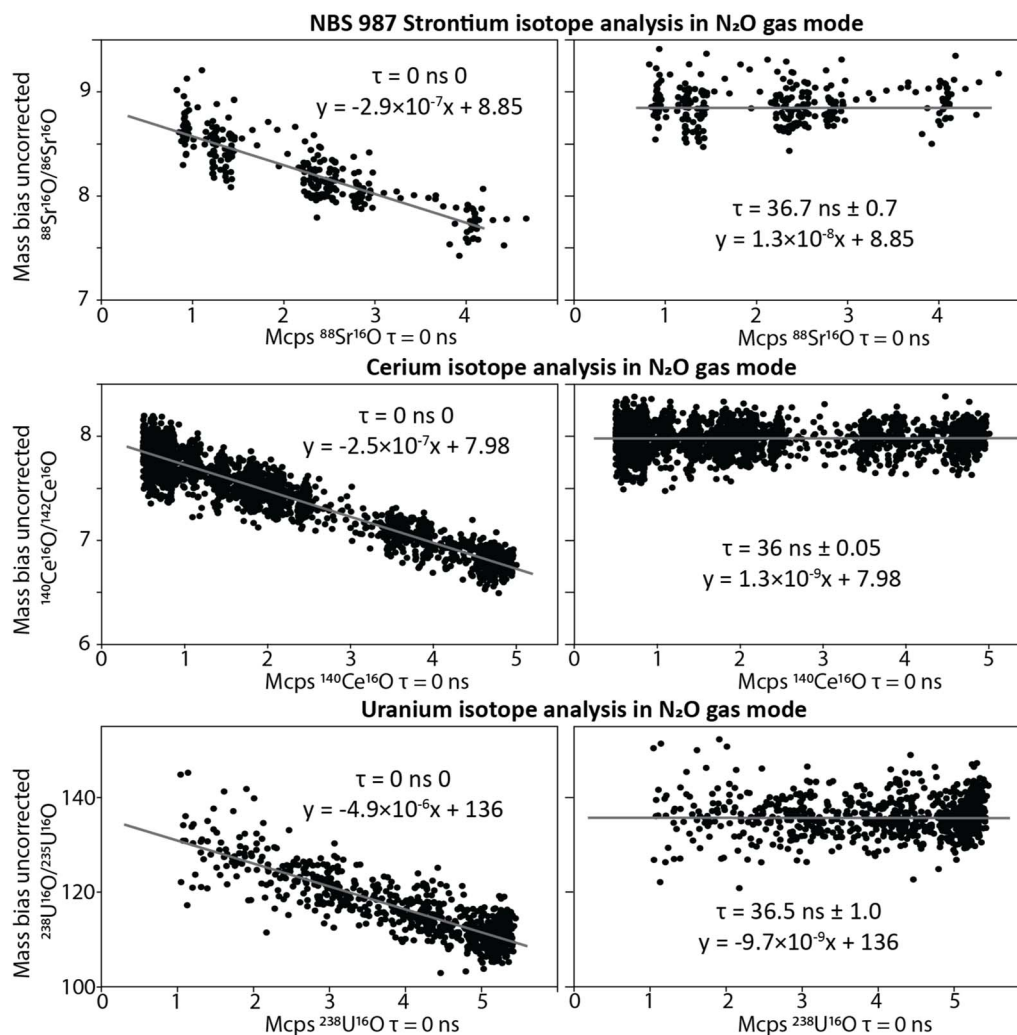 NBS 987 Strontium isotope analysis in N₂O gas mode
Mass bias uncorrected
⁸⁸Sr¹⁶O/⁸⁶Sr¹⁶O
9
8
7
τ = 0 ns 0
y = -2.9×10⁻⁷x + 8.85
0 1 2 3 4
Mcps ⁸⁸Sr¹⁶O τ = 0 ns
τ = 36.7 ns ± 0.7
y = 1.3×10⁻⁸x + 8.85
0 1 2 3 4
Mcps ⁸⁸Sr¹⁶O τ = 0 ns
Cerium isotope analysis in N₂O gas mode
Mass bias uncorrected
¹⁴⁰Ce¹⁶O/¹⁴²Ce¹⁶O
8
7
6
τ = 0 ns 0
y = -2.5×10⁻⁷x + 7.98
0 1 2 3 4 5
Mcps ¹⁴⁰Ce¹⁶O τ = 0 ns
τ = 36 ns ± 0.05
y = 1.3×10⁻⁹x + 7.98
0 1 2 3 4 5
Mcps ¹⁴⁰Ce¹⁶O τ = 0 ns
Uranium isotope analysis in N₂O gas mode
Mass bias uncorrected
²³⁸U¹⁶O/²³⁵U¹⁶O
140
120
100
τ = 0 ns 0
y = -4.9×10⁻⁶x + 136
0 1 2 3 4 5
Mcps ²³⁸U¹⁶O τ = 0 ns
τ = 36.5 ns ± 1.0
y = -9.7×10⁻⁹x + 136
0 1 2 3 4 5
Mcps ²³⁸U¹⁶O τ = 0 ns